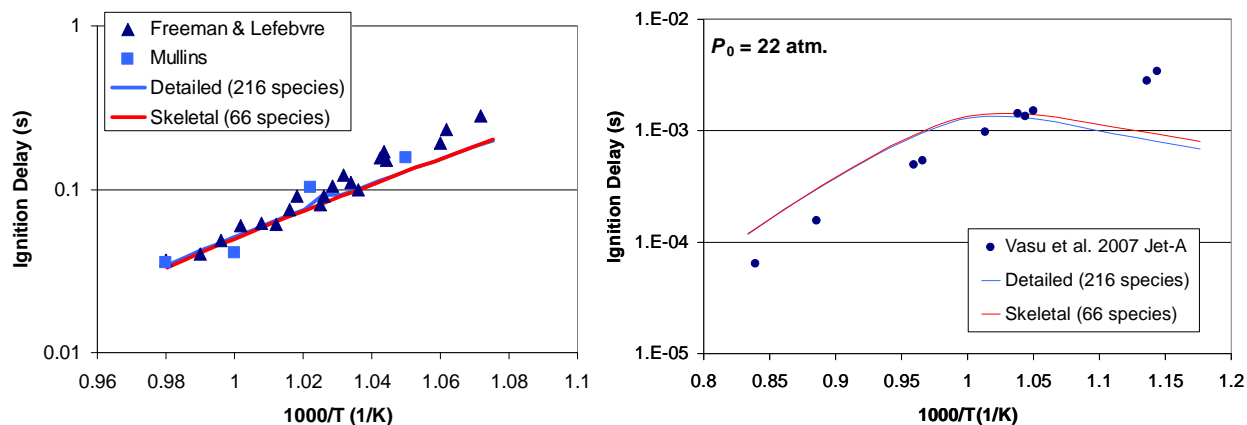 1
0.1
0.01
Ignition Delay (s)
Freeman & Lefebvre
Mullins
Detailed (216 species)
Skeletal (66 species)
0.96 0.98 1 1.02 1.04 1.06 1.08 1.1
1000/T (1/K)
1.E-02
1.E-03
1.E-04
1.E-05
Ignition Delay (s)
P0 = 22 atm.
Vasu et al. 2007 Jet-A
Detailed (216 species)
Skeletal (66 species)
0.8 0.85 0.9 0.95 1 1.05 1.1 1.15 1.2
1000/T(1/K)